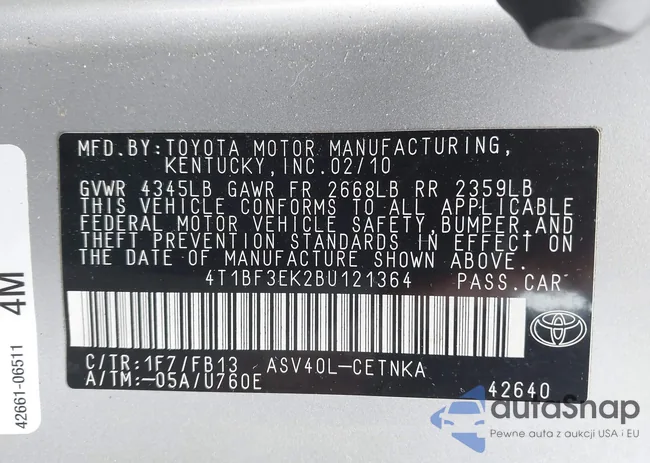 MFD.BY:TOYOTA MOTOR MANUFACTURING,
KENTUCKY,INC.02/10
GVWR 4345LB GAWR FR 2668LB RR 2359LB
THIS VEHICLE CONFORMS TO ALL APPLICABLE
FEDERAL MOTOR VEHICLE SAFETY,BUMPER,AND
THEFT PREVENTION STANDARDS IN EFFECT ON
THE DATE OF MANUFACTURE SHOWN ABOVE.
4T1BF3EK2BU121364 PASS.CAR
C/TR:1F7/FB13 ASV40L-CETNKA
A/TM:-05A/U760E 42640
42661-06511
4M
autoSnap
Pewne auta z aukcji USA i EU